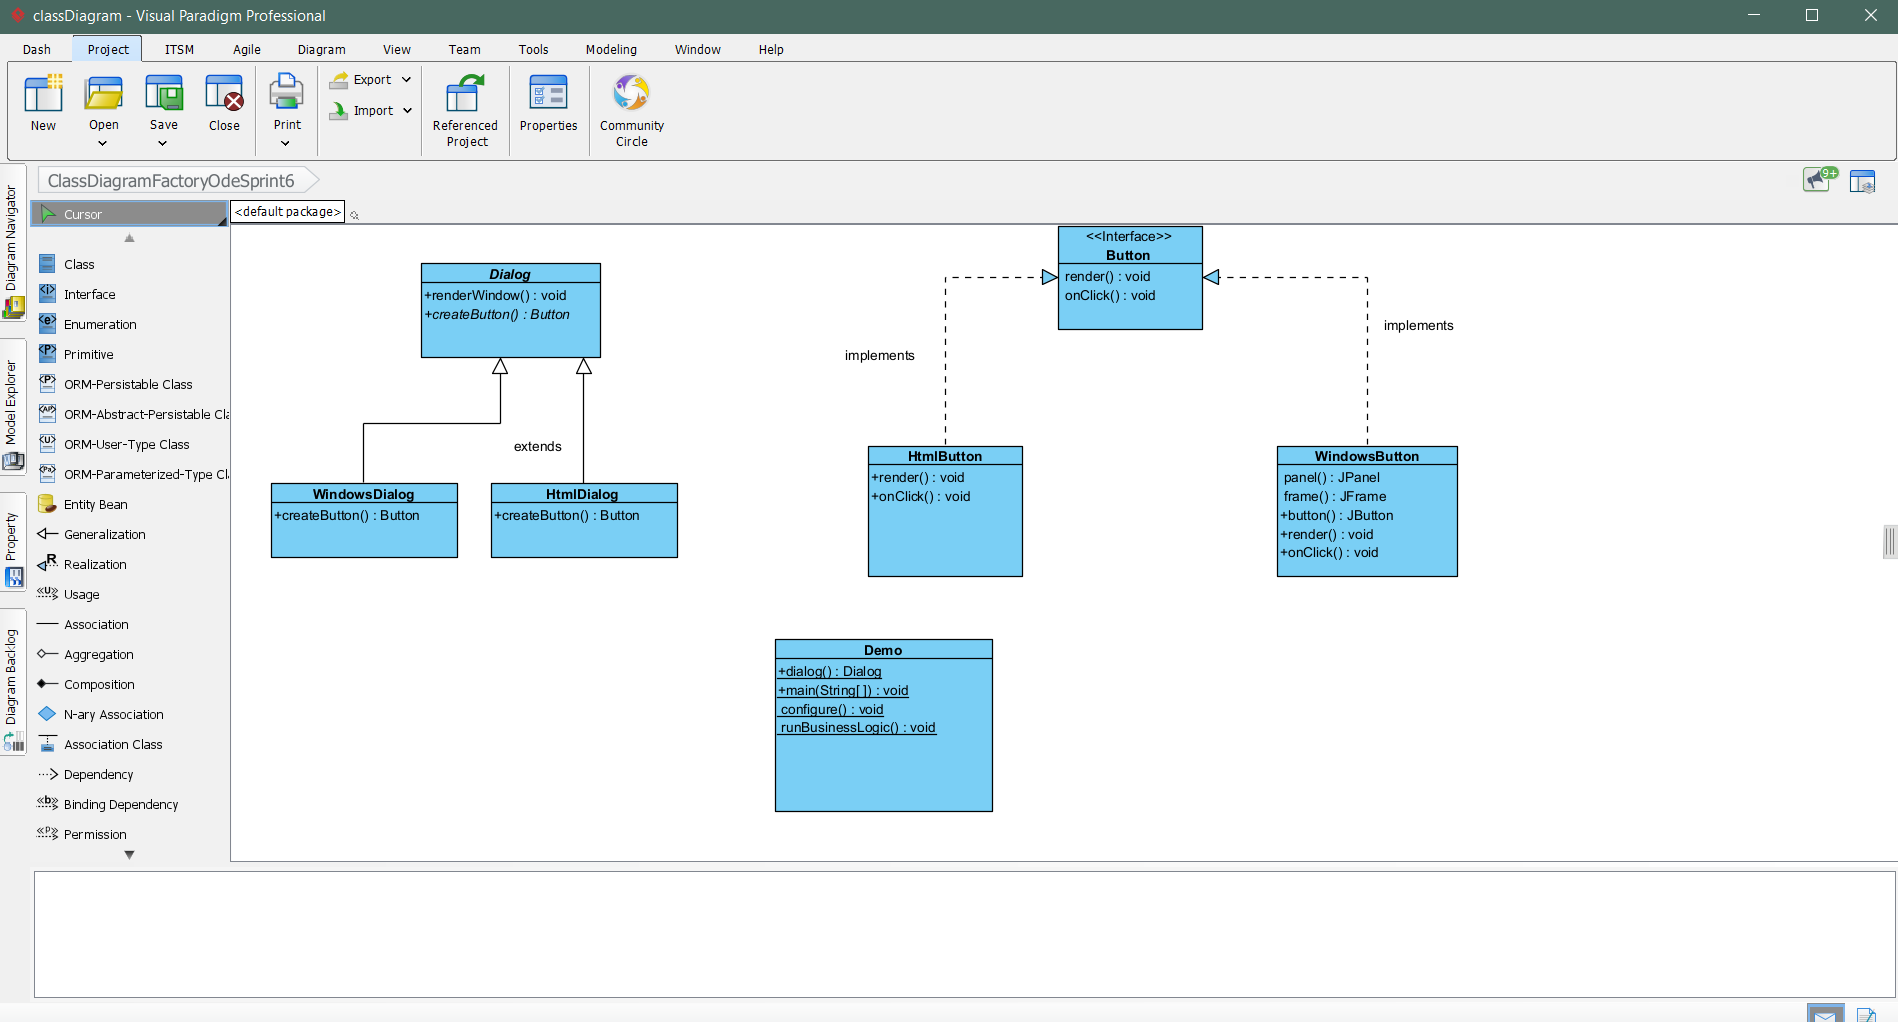 classDiagram - Visual Paradigm Professional
Dash Project ITSM Agile Diagram View Team Tools Modeling Window Help
New
Open
Save
Close
Print
Export
Import
Referenced
Project
Properties
Community
Circle
ClassDiagramFactoryOdeSprint6
9+
Diagram Navigator
Model Explorer
Property
Diagram Backlog
Cursor
Class
Interface
Enumeration
Primitive
ORM-Persistable Class
ORM-Abstract-Persistable Cla
ORM-User-Type Class
ORM-Parameterized-Type Cl
Entity Bean
Generalization
Realization
Usage
Association
Aggregation
Composition
N-ary Association
Association Class
Dependency
Binding Dependency
Permission
<default package>
Dialog
+renderWindow() : void
+createButton() : Button
extends
WindowsDialog
+createButton() : Button
HtmlDialog
+createButton() : Button
<<Interface>>
Button
render() : void
onClick() : void
implements
implements
HtmlButton
+render() : void
+onClick() : void
WindowsButton
panel() : JPanel
frame() : JFrame
+button() : JButton
+render() : void
+onClick() : void
Demo
+dialog() : Dialog
+main(String[ ]) : void
configure() : void
runBusinessLogic() : void